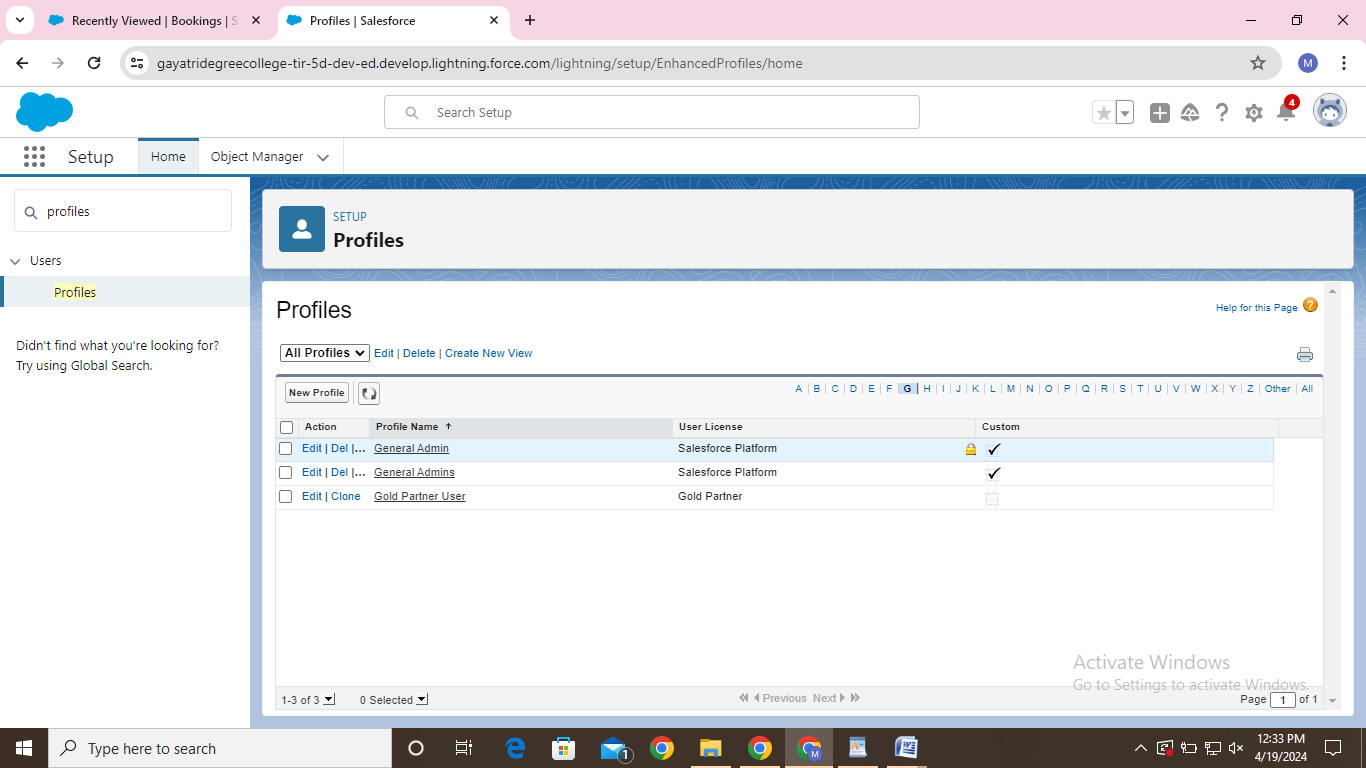 Recently Viewed | Bookings | S
Profiles | Salesforce
gayatridegreecollege-tir-5d-dev-ed.develop.lightning.force.com/lightning/setup/EnhancedProfiles/home
M
Search Setup
4
Setup
Home
Object Manager
profiles
Users
Profiles
Didn't find what you're looking for?
Try using Global Search.
SETUP
Profiles
Profiles
Help for this Page ?
All Profiles Edit | Delete | Create New View
New Profile
A | B | C | D | E | F | G | H | I | J | K | L | M | N | O | P | Q | R | S | T | U | V | W | X | Y | Z | Other | All
Action Profile Name ↑ User License Custom
Edit | Del |... General Admin Salesforce Platform ✓
Edit | Del |... General Admins Salesforce Platform ✓
Edit | Clone Gold Partner User Gold Partner
Activate Windows
Go to Settings to activate Windows.
1-3 of 3 0 Selected Previous Next Page 1 of 1
Type here to search
1
M
12:33 PM
4/19/2024